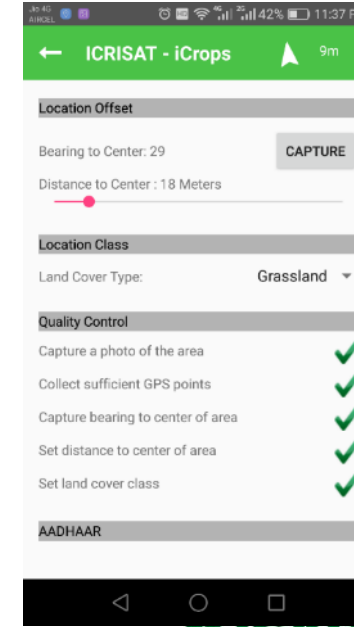 Jio 4G
AIRCEL
4G
2G
42%
11:37 P
ICRISAT - iCrops
9m
Location Offset
Bearing to Center: 29
CAPTURE
Distance to Center : 18 Meters
Location Class
Land Cover Type:
Grassland
Quality Control
Capture a photo of the area
Collect sufficient GPS points
Capture bearing to center of area
Set distance to center of area
Set land cover class
AADHAAR